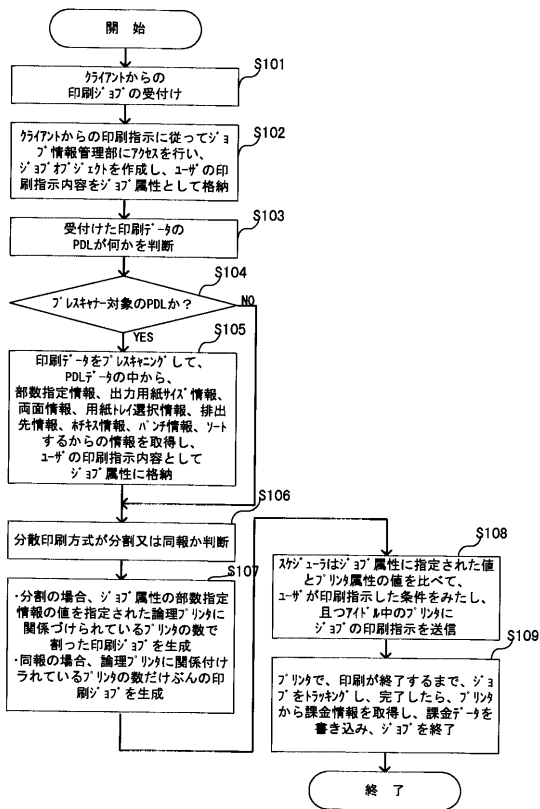 開 始
S101
クライアントからの
印刷ジョブの受付け
S102
クライアントからの印刷指示に従ってジョ
ブ情報管理部にアクセスを行い、
ジョブオブジェクトを作成し、ユーザの印
刷指示内容をジョブ属性として格納
S103
受付けた印刷データの
PDLが何かを判断
S104
プレスキャナー対象のPDLか?
NO
YES
S105
印刷データをプレスキャニングして、
PDLデータの中から、
部数指定情報、出力用紙サイズ情報、
両面情報、用紙トレイ選択情報、排出
先情報、ホチキス情報、パンチ情報、ソート
するからの情報を取得し、
ユーザの印刷指示内容として
ジョブ属性に格納
S106
分散印刷方式が分割又は同報か判断
S107
・分割の場合、ジョブ属性の部数指定
情報の値を指定された論理プリンタに
関係づけられているプリンタの数で
割った印刷ジョブを生成
・同報の場合、論理プリンタに関係付け
られているプリンタの数だけぶんの印
刷ジョブを生成
S108
スケジューラはジョブ属性に指定された値
とプリンタ属性の値を比べて、
ユーザが印刷指示した条件をみたし、
且つアイドル中のプリンタに
ジョブの印刷指示を送信
S109
プリンタで、印刷が終了するまで、ジョ
ブをトラッキングし、完了したら、プリンタ
から課金情報を取得し、課金データを
書き込み、ジョブを終了
終 了